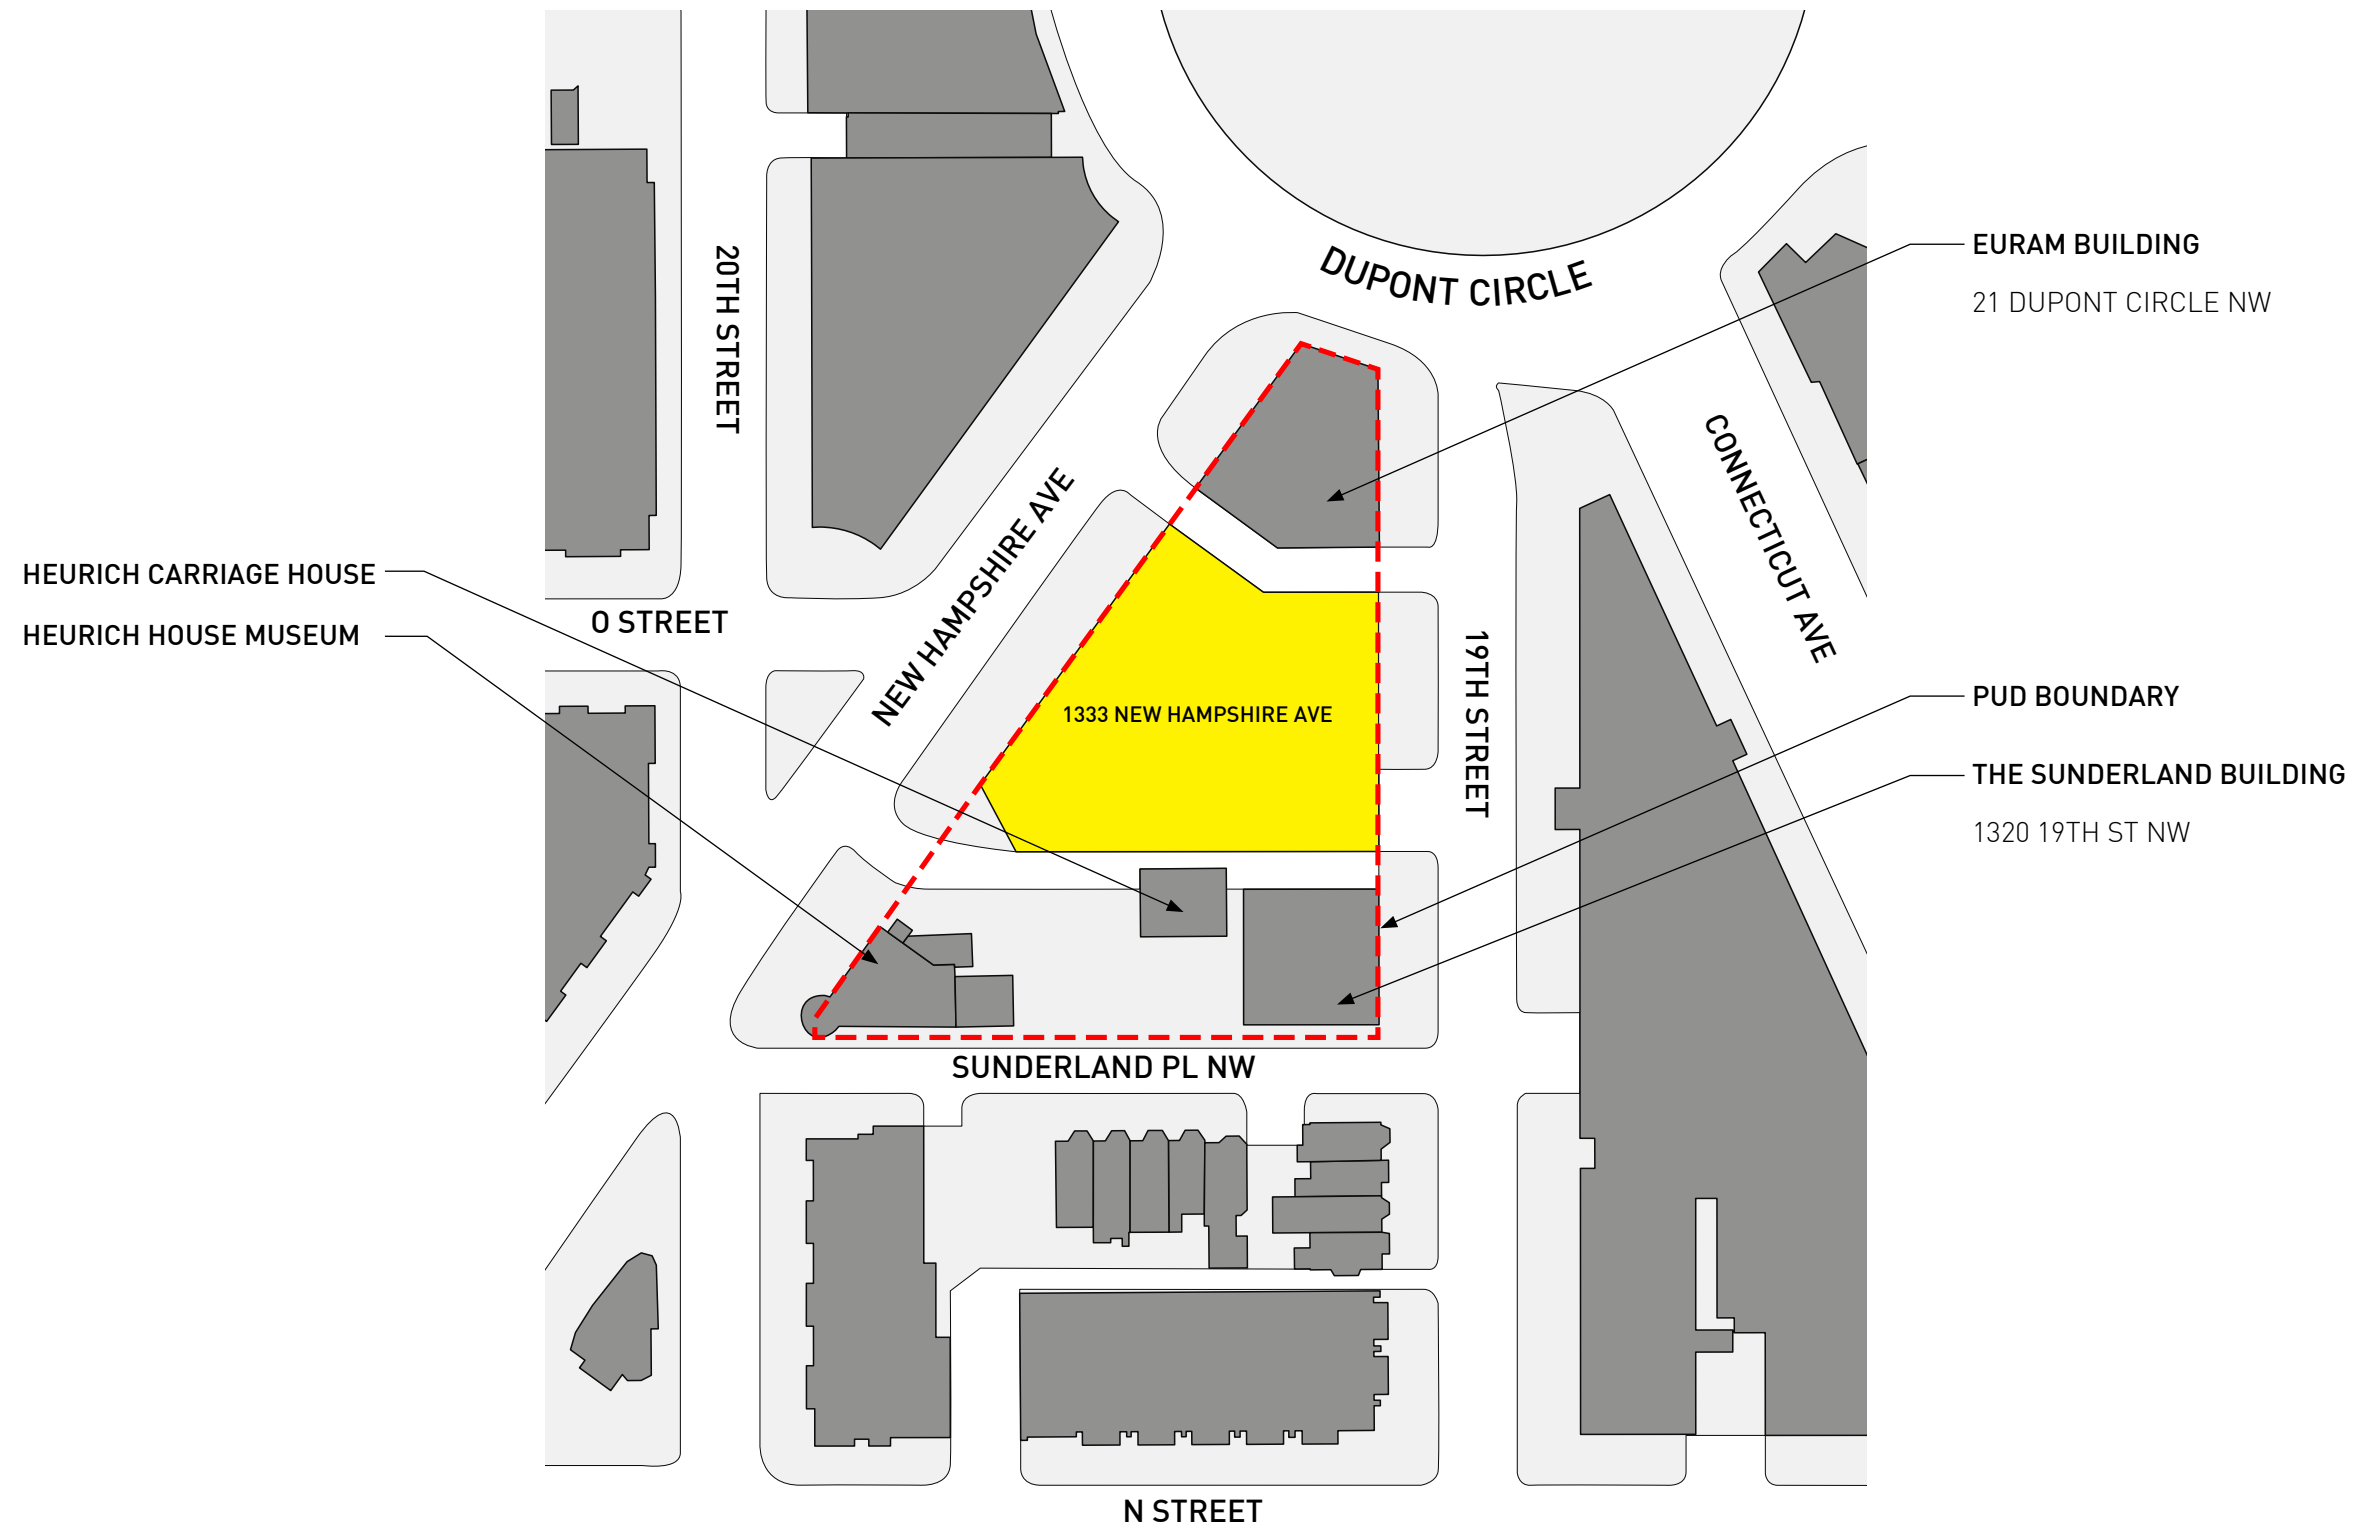 DUPONT CIRCLE
20TH STREET
EURAM BUILDING
21 DUPONT CIRCLE NW
CONNECTICUT AVE
NEW HAMPSHIRE AVE
HEURICH CARRIAGE HOUSE
O STREET
HEURICH HOUSE MUSEUM
1333 NEW HAMPSHIRE AVE
19TH STREET
PUD BOUNDARY
THE SUNDERLAND BUILDING
1320 19TH ST NW
SUNDERLAND PL NW
N STREET